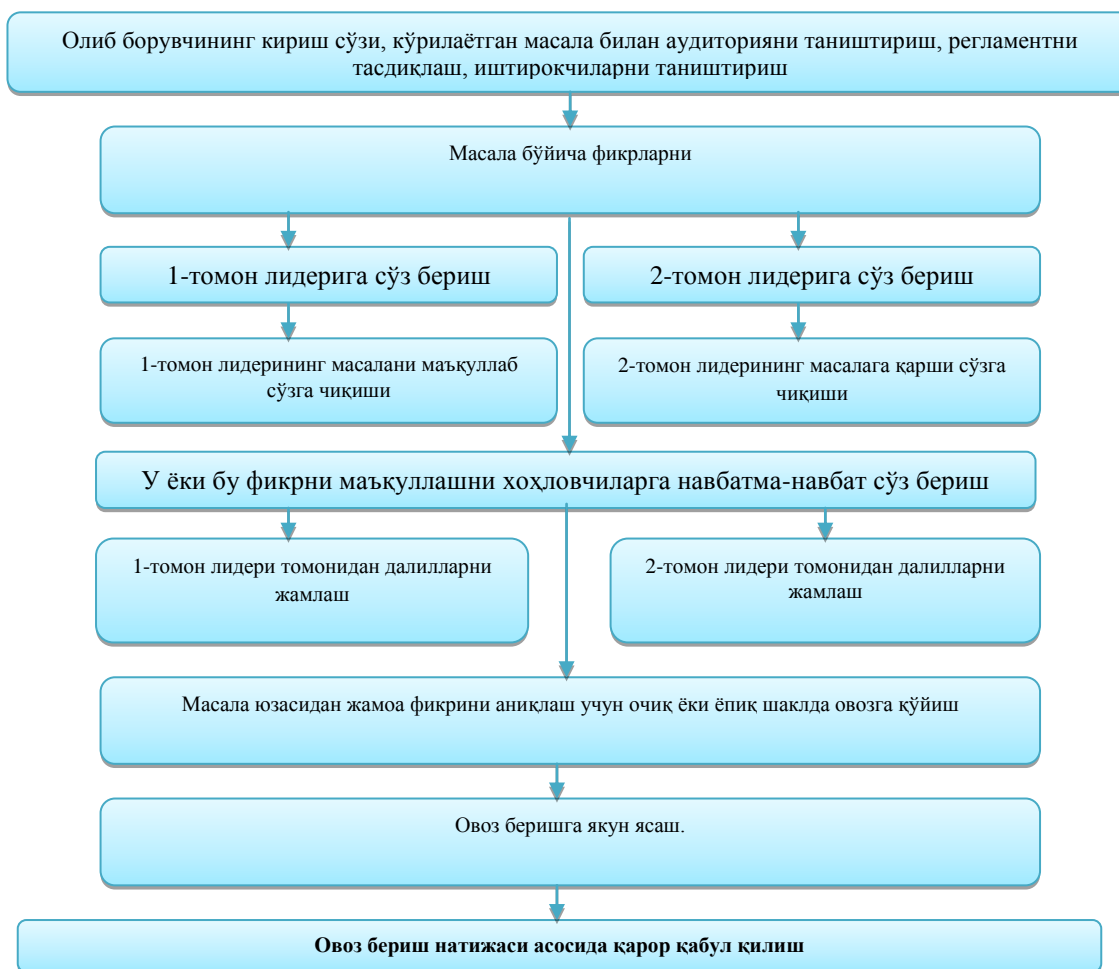 Олиб борувчининг кириш сўзи, кўрилаётган масала билан аудиторияни таништириш, регламентни
тасдиқлаш, иштирокчиларни таништириш
Масала бўйича фикрларни
1-томон лидерига сўз бериш
2-томон лидерига сўз бериш
1-томон лидерининг масалани маъқуллаб
сўзга чиқиши
2-томон лидерининг масалага қарши сўзга
чиқиши
У ёки бу фикрни маъқуллашни хоҳловчиларга навбатма-навбат сўз бериш
1-томон лидери томонидан далилларни
жамлаш
2-томон лидери томонидан далилларни
жамлаш
Масала юзасидан жамоа фикрини аниқлаш учун очиқ ёки ёпиқ шаклда овозга қўйиш
Овоз беришга якун ясаш.
Овоз бериш натижаси асосида қарор қабул қилиш